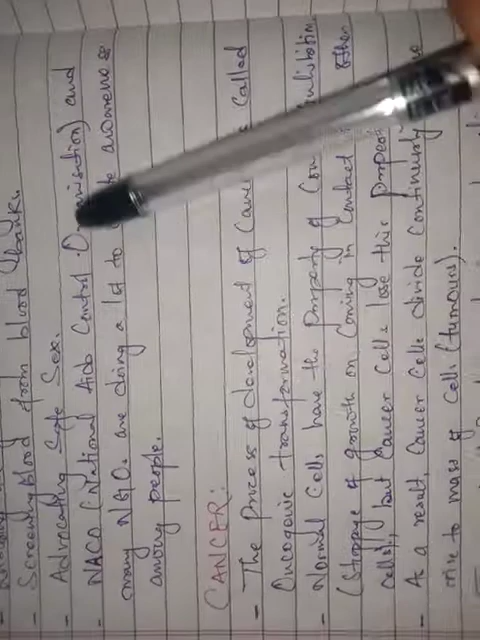 - Screening blood from blood banks.
- Advocating Safe Sex.
- NACO (National Aids Control Organisation) and
many NGOs are doing a lot to awareness
among people.
CANCER:
- The Process of development of Cancer is Called
Oncogenic transformation.
- Normal Cells have the Property of Con inhibition
(Stoppage of growth on Coming in Contact other
cells), but Cancer Cells lose this Property
- As a result, Cancer Cells divide Continuously
rise to mass of Cells (tumours).